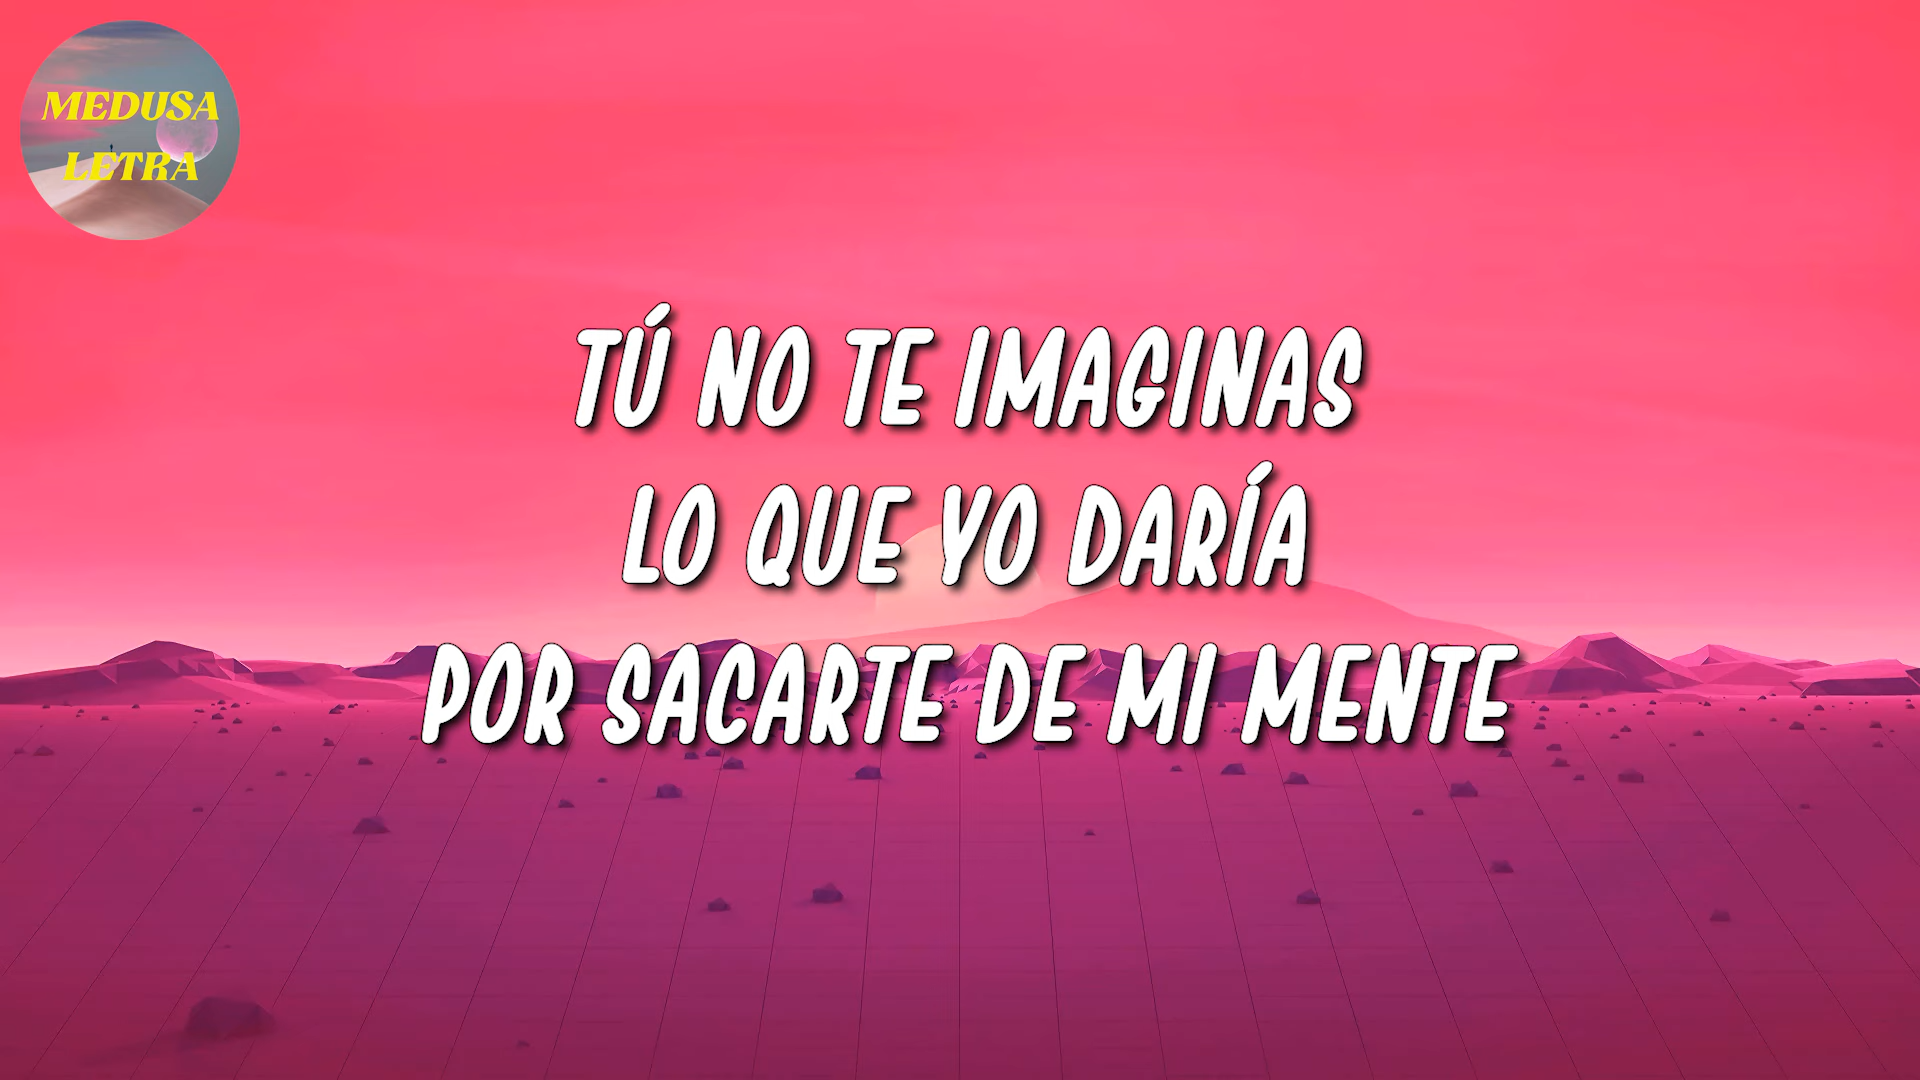 MEDUSA
LETRA
TÚ NO TE IMAGINAS
LO QUE YO DARÍA
POR SACARTE DE MI MENTE